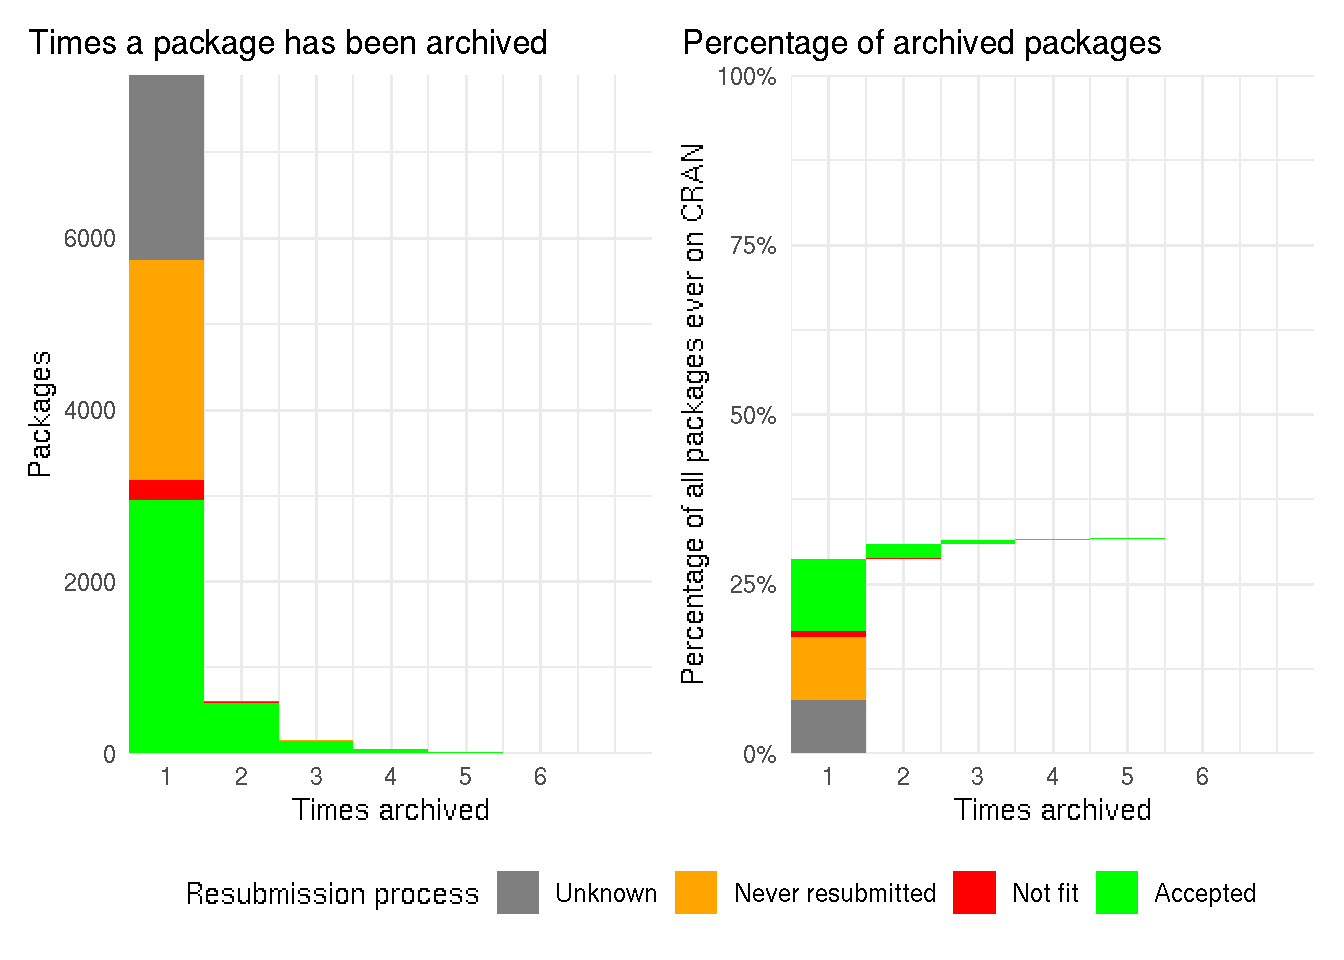 Times a package has been archived
Packages
6000
4000
2000
0
1 2 3 4 5 6
Times archived
Percentage of archived packages
Percentage of all packages ever on CRAN
100%
75%
50%
25%
0%
1 2 3 4 5 6
Times archived
Resubmission process Unknown Never resubmitted Not fit Accepted